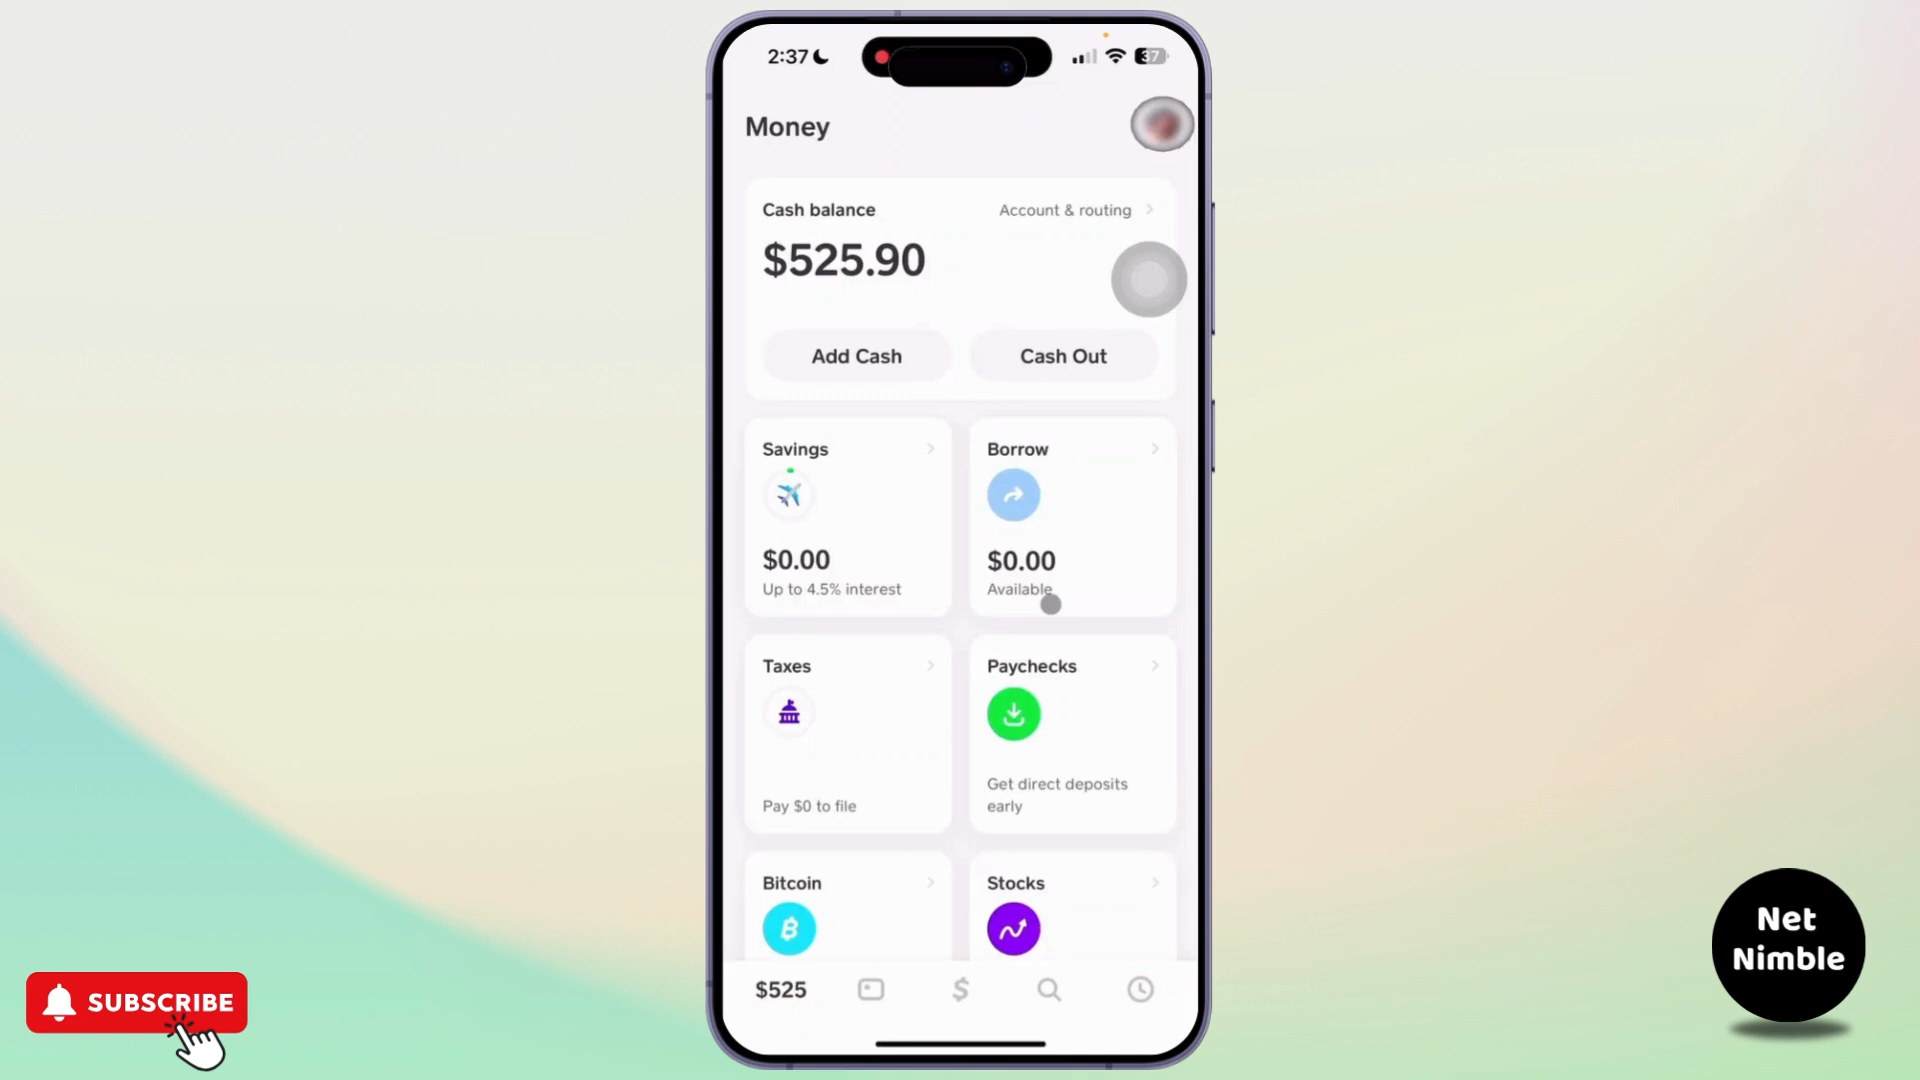 2:37
37
Money
Cash balance
Account & routing
$525.90
Add Cash
Cash Out
Savings
Borrow
$0.00
Up to 4.5% interest
$0.00
Available
Taxes
Paychecks
Pay $0 to file
Get direct deposits
early
Bitcoin
Stocks
$525
SUBSCRIBE
Net
Nimble